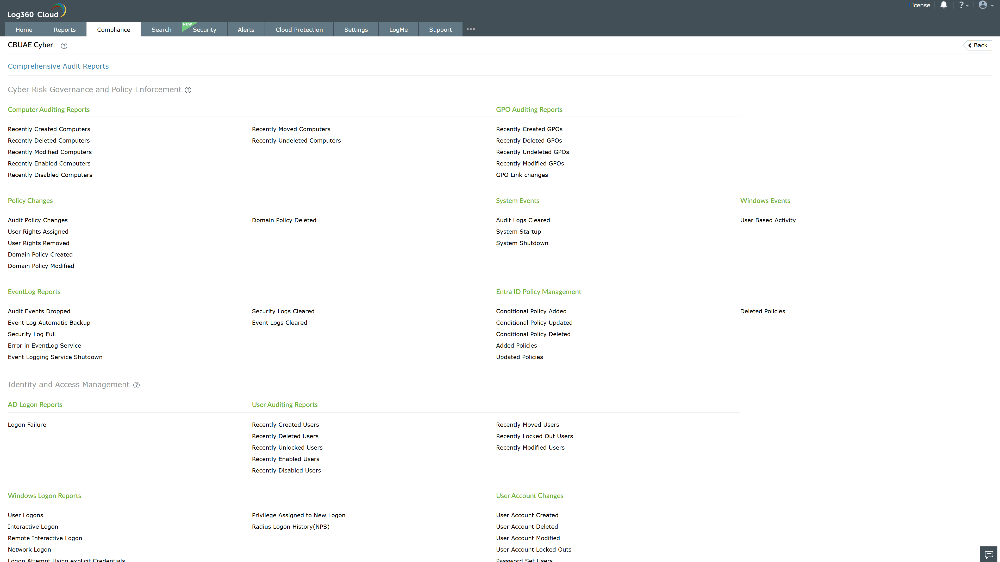 License
?
Log360 Cloud
Home
Reports
Compliance
Search
NEW
Security
Alerts
Cloud Protection
Settings
LogMe
Support
CBUAE Cyber ?
Back
Comprehensive Audit Reports
Cyber Risk Governance and Policy Enforcement ?
Computer Auditing Reports
Recently Created Computers
Recently Deleted Computers
Recently Modified Computers
Recently Enabled Computers
Recently Disabled Computers
Recently Moved Computers
Recently Undeleted Computers
GPO Auditing Reports
Recently Created GPOs
Recently Deleted GPOs
Recently Undeleted GPOs
Recently Modified GPOs
GPO Link changes
Policy Changes
Audit Policy Changes
User Rights Assigned
User Rights Removed
Domain Policy Created
Domain Policy Modified
Domain Policy Deleted
System Events
Audit Logs Cleared
System Startup
System Shutdown
Windows Events
User Based Activity
EventLog Reports
Audit Events Dropped
Event Log Automatic Backup
Security Log Full
Error in EventLog Service
Event Logging Service Shutdown
Security Logs Cleared
Event Logs Cleared
Entra ID Policy Management
Conditional Policy Added
Conditional Policy Updated
Conditional Policy Deleted
Added Policies
Updated Policies
Deleted Policies
Identity and Access Management ?
AD Logon Reports
Logon Failure
User Auditing Reports
Recently Created Users
Recently Deleted Users
Recently Unlocked Users
Recently Enabled Users
Recently Disabled Users
Recently Moved Users
Recently Locked Out Users
Recently Modified Users
Windows Logon Reports
User Logons
Interactive Logon
Remote Interactive Logon
Network Logon
Logon Attempt Using explicit Credentials
Privilege Assigned to New Logon
Radius Logon History(NPS)
User Account Changes
User Account Created
User Account Deleted
User Account Modified
User Account Locked Outs
Password Set Users